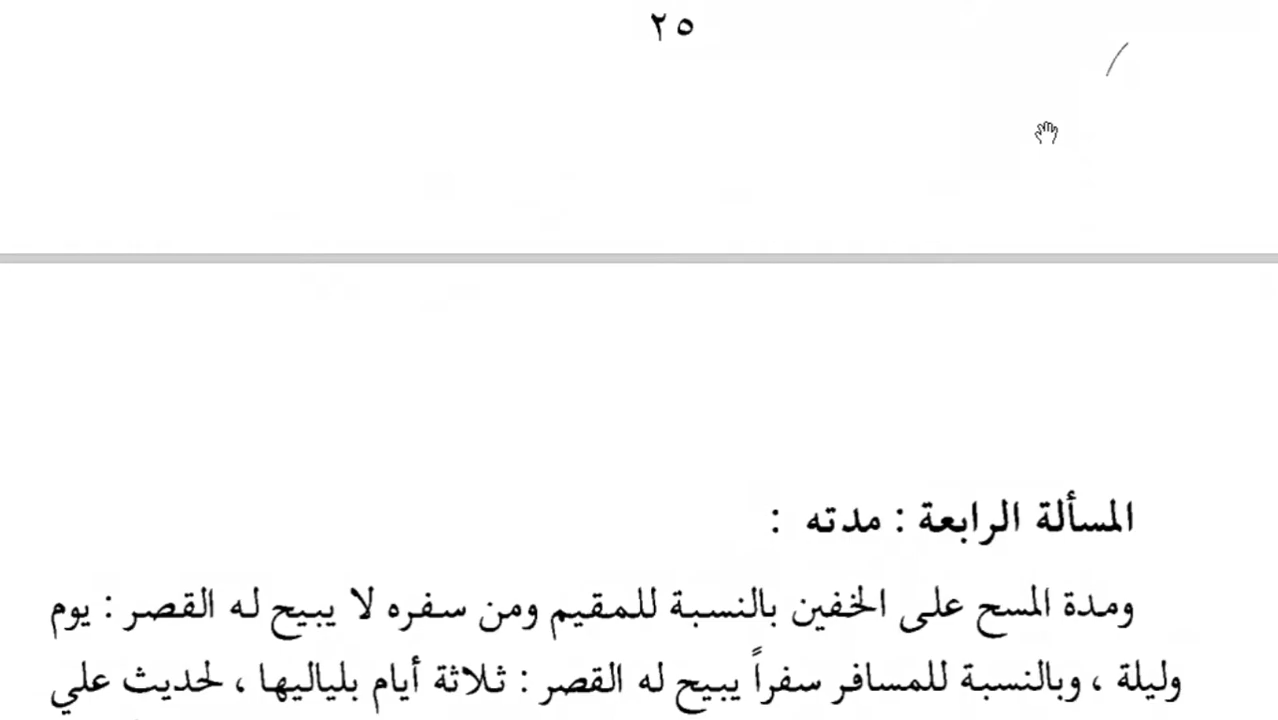 ٢٥
المسألة الرابعة : مدته :
ومدة المسح على الخفين بالنسبة للمقيم ومن سفره لا يبيح له القصر : يوم
وليلة ، وبالنسبة للمسافر سفراً يبيح له القصر : ثلاثة أيام بلياليها ، لحديث علي